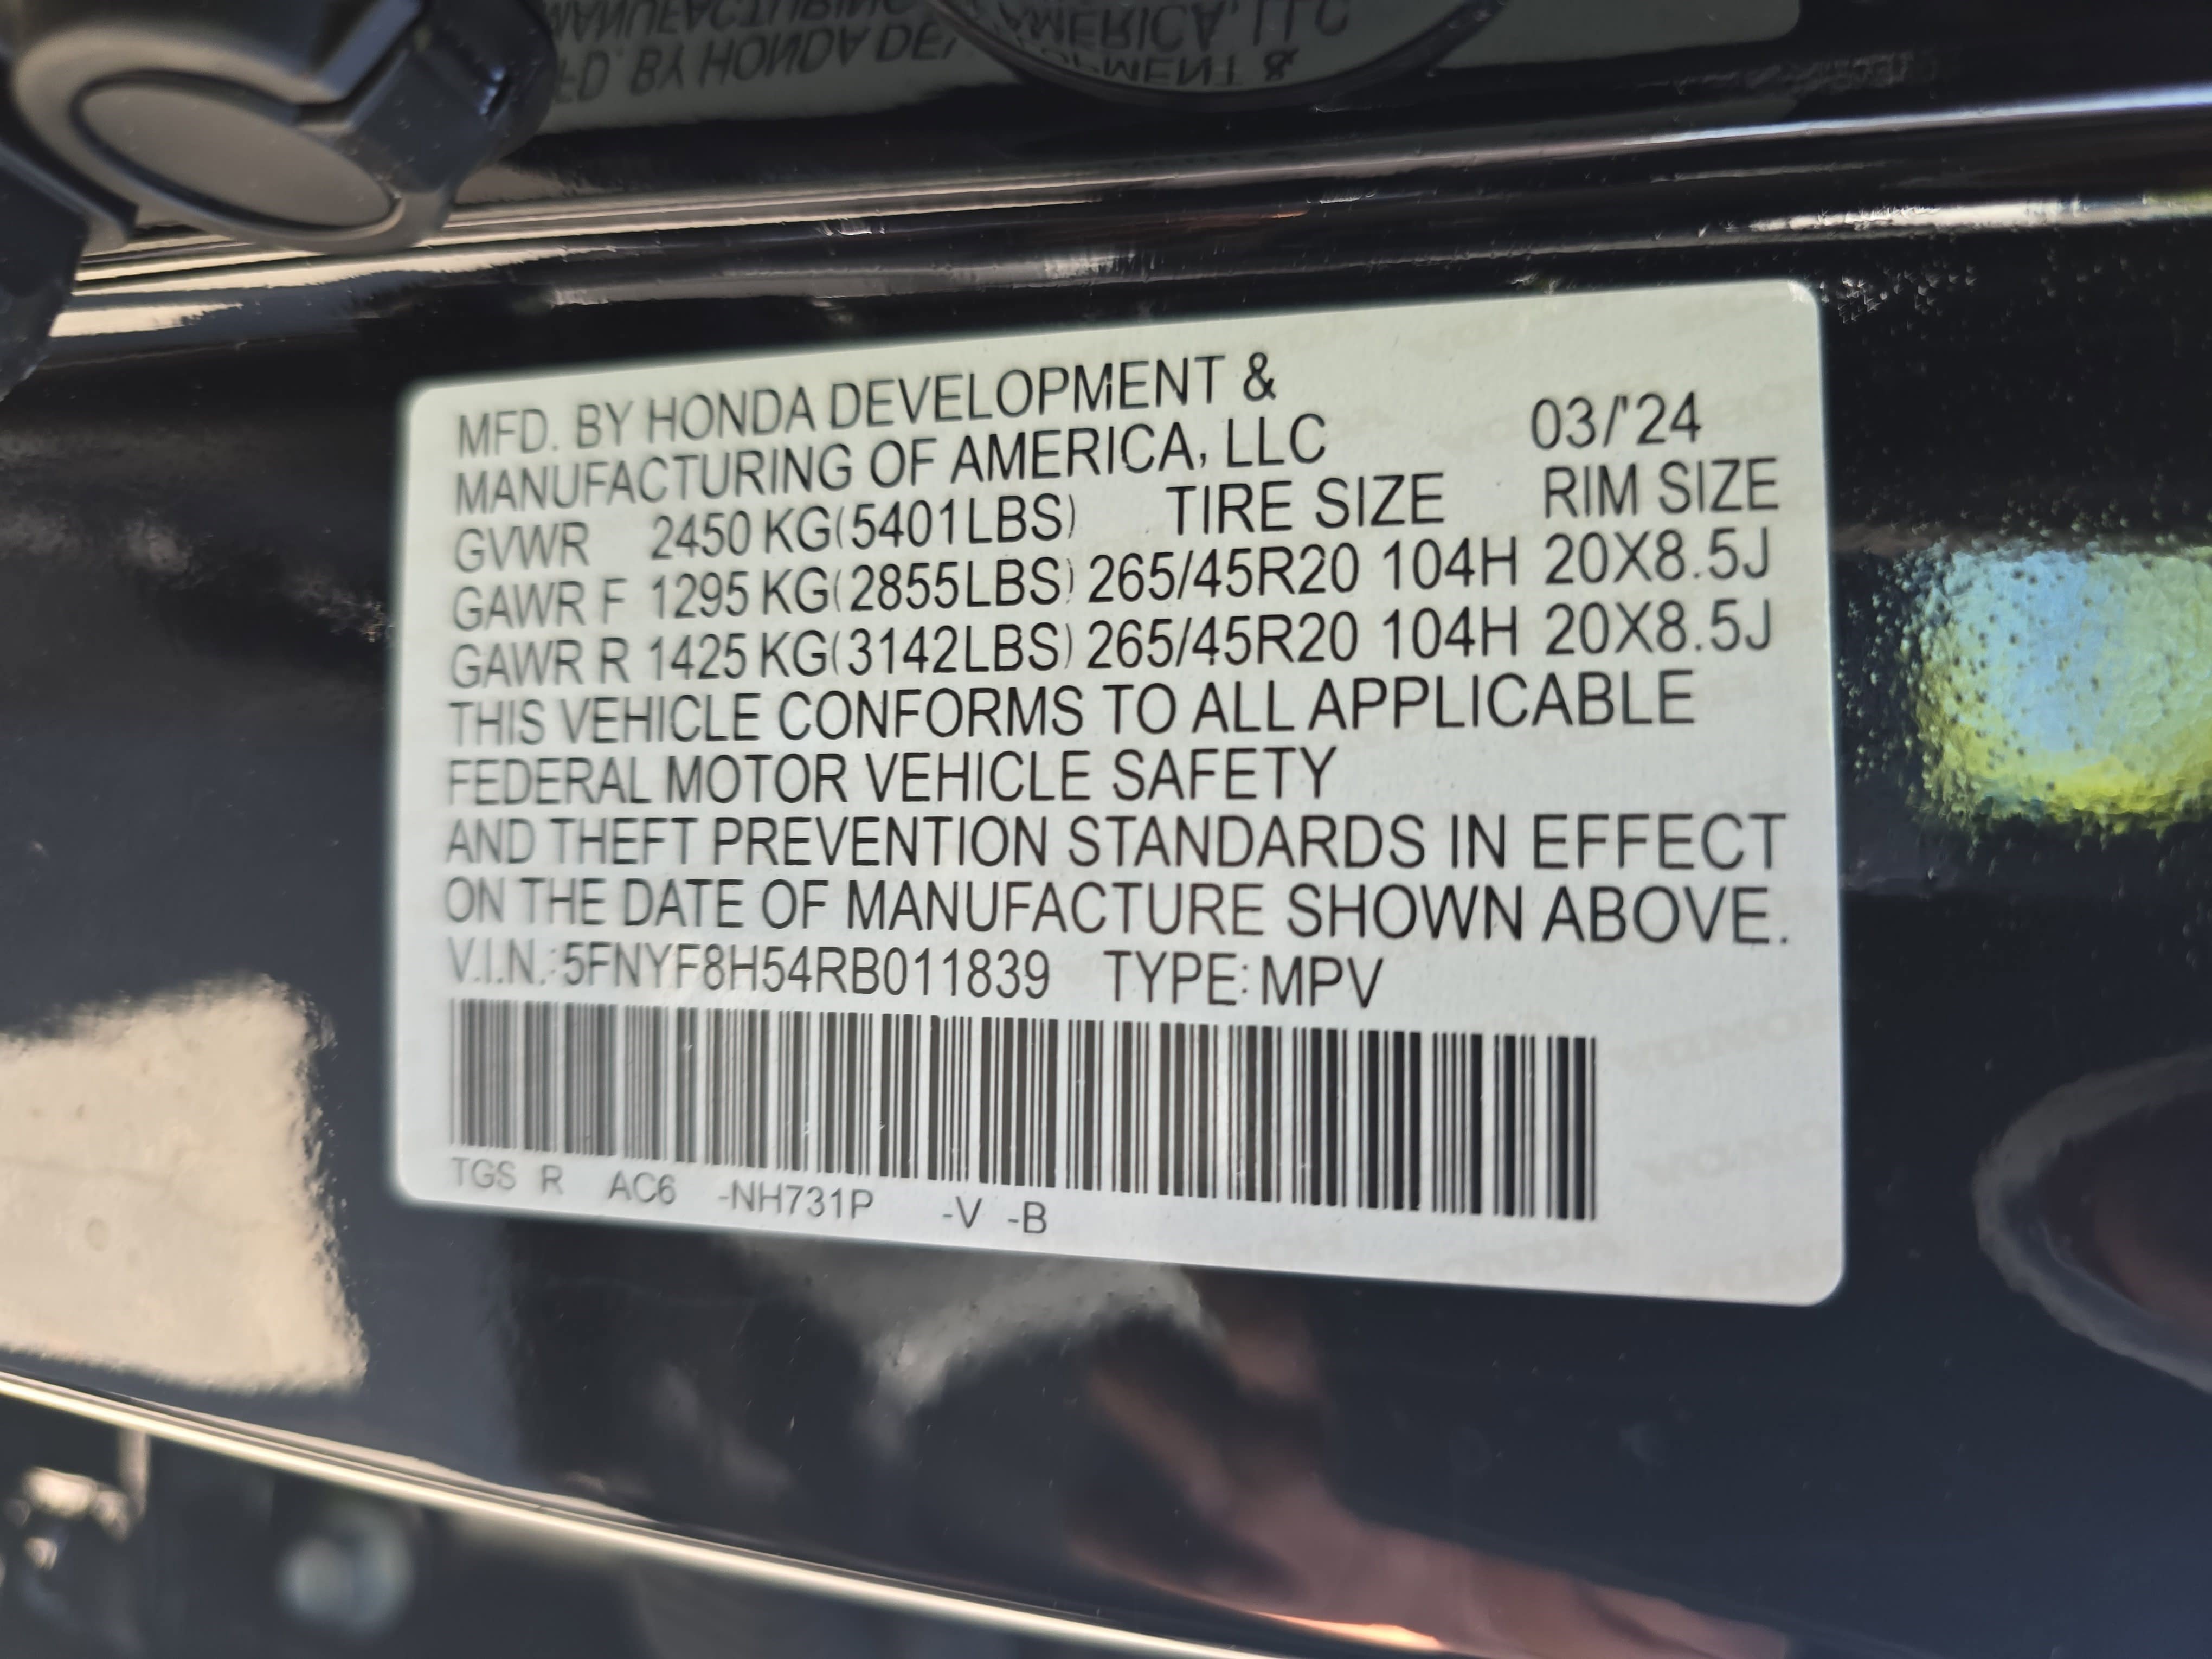 MFD. BY HONDA DEVELOPMENT &
MANUFACTURING OF AMERICA, LLC 03/'24
GVWR 2450 KG(5401LBS) TIRE SIZE RIM SIZE
GAWR F 1295 KG(2855LBS) 265/45R20 104H 20X8.5J
GAWR R 1425 KG(3142LBS) 265/45R20 104H 20X8.5J
THIS VEHICLE CONFORMS TO ALL APPLICABLE
FEDERAL MOTOR VEHICLE SAFETY
AND THEFT PREVENTION STANDARDS IN EFFECT
ON THE DATE OF MANUFACTURE SHOWN ABOVE.
V.I.N.:5FNYF8H54RB011839 TYPE:MPV
TGS R AC6 -NH731P -V -B